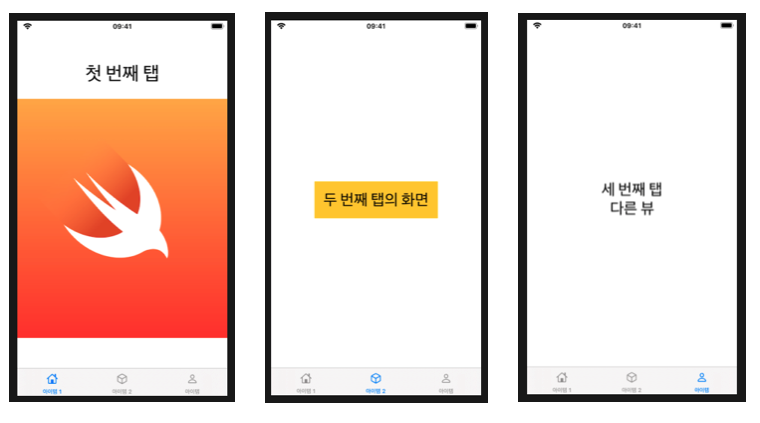 09:41
첫 번째 탭
아이템 1
아이템 2
아이템
09:41
두 번째 탭의 화면
아이템 1
아이템 2
아이템
09:41
세 번째 탭
다른 뷰
아이템 1
아이템 2
아이템